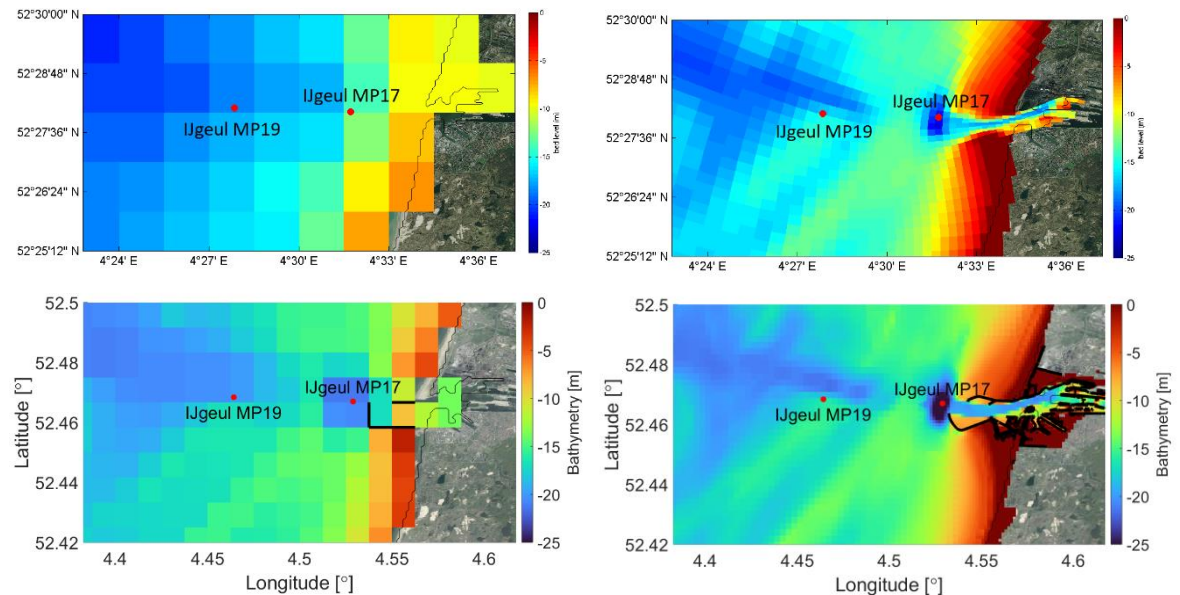 52°30'00" N
52°28'48" N
52°27'36" N
52°26'24" N
52°25'12" N
4°24' E
4°27' E
4°30' E
4°33' E
4°36' E
IJgeul MP19
IJgeul MP17
0
-5
-10
-15
-20
-25
bed level (m)
52°30'00" N
52°28'48" N
52°27'36" N
52°26'24" N
52°25'12" N
4°24' E
4°27' E
4°30' E
4°33' E
4°36' E
IJgeul MP17
IJgeul MP19
0
-5
-10
-15
-20
-25
bed level (m)
52.5
52.48
52.46
52.44
52.42
Latitude [°]
4.4
4.45
4.5
4.55
4.6
Longitude [°]
IJgeul MP17
IJgeul MP19
0
-5
-10
-15
-20
-25
Bathymetry [m]
52.5
52.48
52.46
52.44
52.42
Latitude [°]
4.4
4.45
4.5
4.55
4.6
Longitude [°]
IJgeul MP17
IJgeul MP19
0
-5
-10
-15
-20
-25
Bathymetry [m]